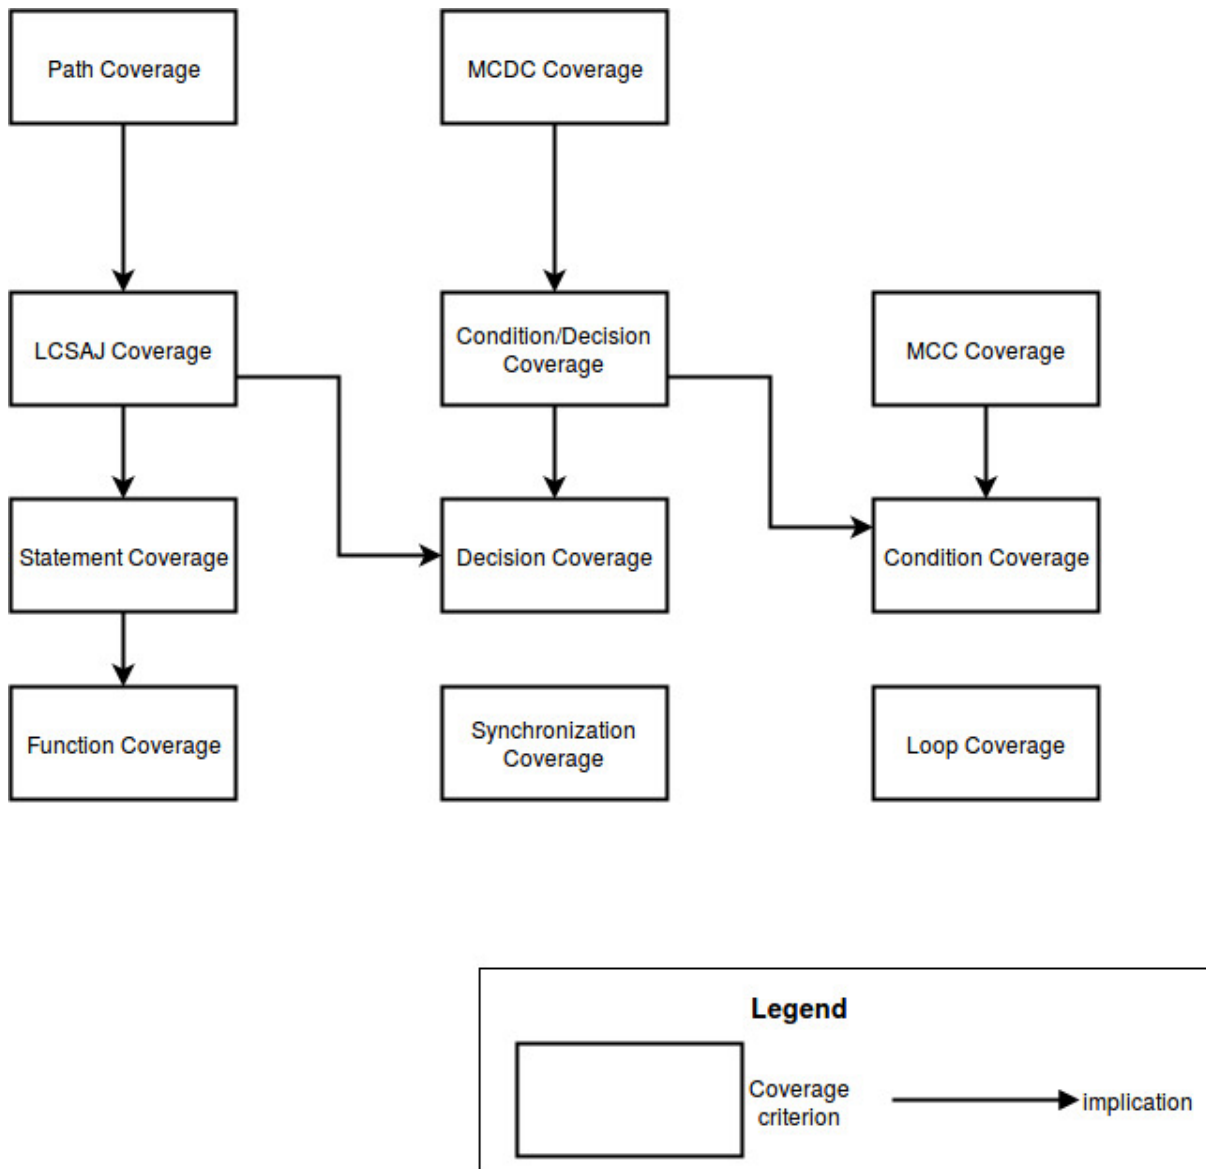 Path Coverage
MCDC Coverage
LCSAJ Coverage
Condition/Decision
Coverage
MCC Coverage
Statement Coverage
Decision Coverage
Condition Coverage
Function Coverage
Synchronization
Coverage
Loop Coverage
Legend
Coverage
criterion
implication